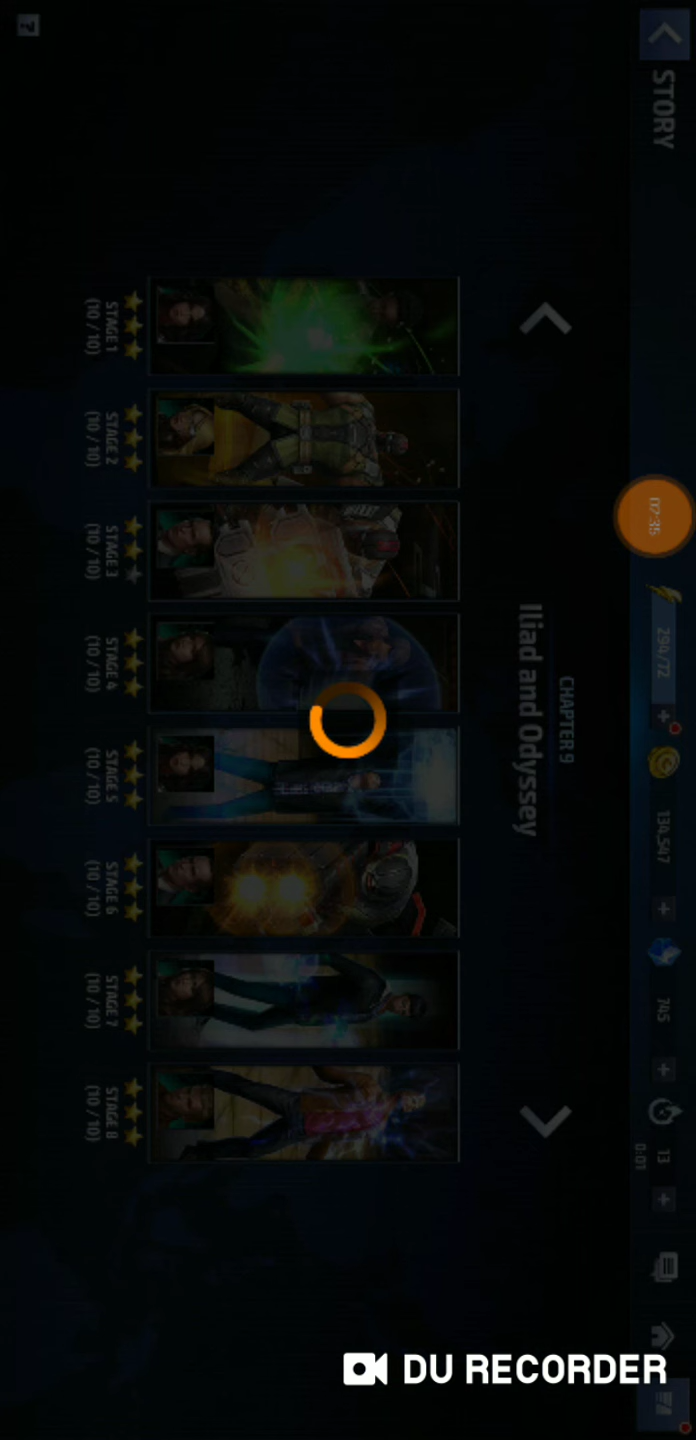 STORY
02:35
294/72
134,547
745
13
0:01
CHAPTER 9
Iliad and Odyssey
STAGE 1
(10 / 10)
STAGE 2
(10 / 10)
STAGE 3
(10 / 10)
STAGE 4
(10 / 10)
STAGE 5
(10 / 10)
STAGE 6
(10 / 10)
STAGE 7
(10 / 10)
STAGE 8
(10 / 10)
DU RECORDER